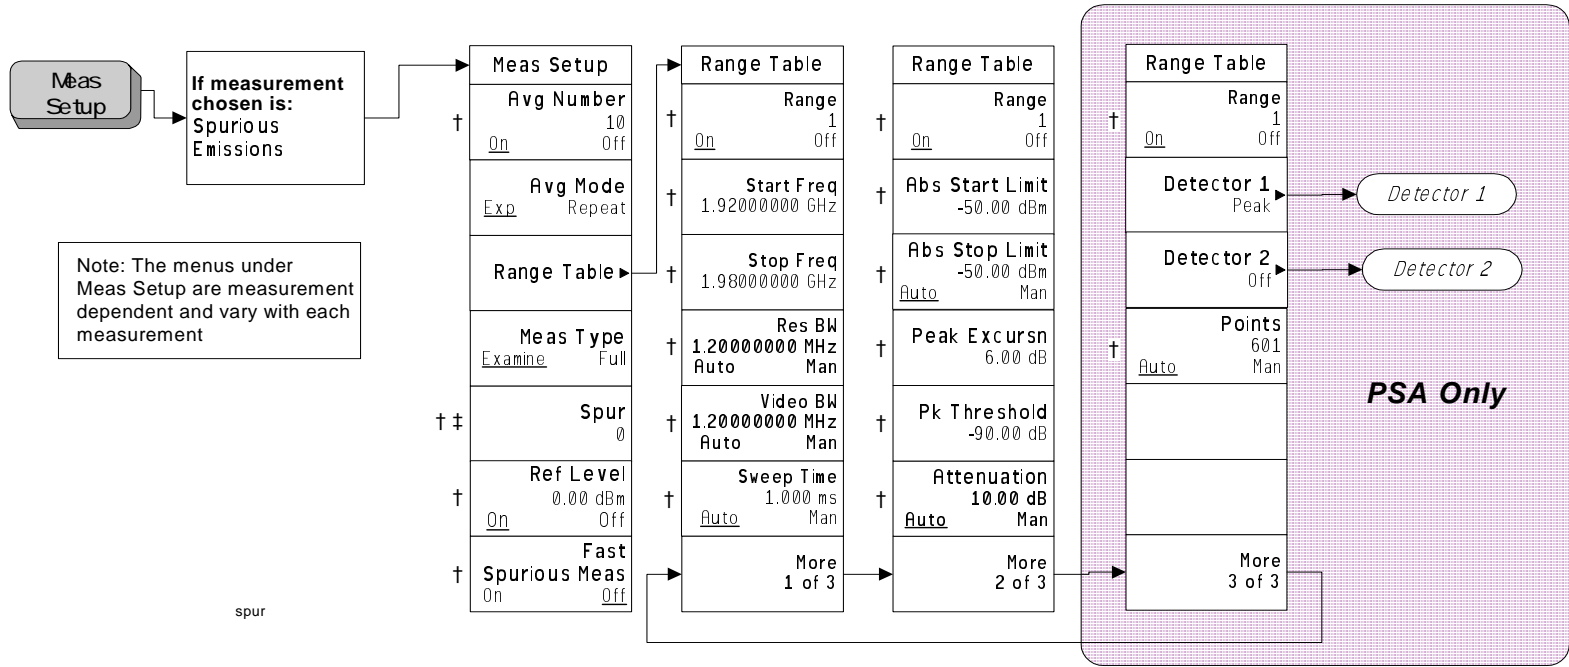 Meas
Setup
If measurement
chosen is:
Spurious
Emissions
Note: The menus under
Meas Setup are measurement
dependent and vary with each
measurement
spur
Meas Setup
†
Avg Number
10
On Off
Avg Mode
Exp Repeat
Range Table
Meas Type
Examine Full
† ‡
Spur
0
†
Ref Level
0.00 dBm
On Off
†
Fast
Spurious Meas
On Off
Range Table
†
Range
1
On Off
†
Start Freq
1.92000000 GHz
†
Stop Freq
1.98000000 GHz
†
Res BW
1.20000000 MHz
Auto Man
†
Video BW
1.20000000 MHz
Auto Man
†
Sweep Time
1.000 ms
Auto Man
More
1 of 3
Range Table
†
Range
1
On Off
†
Abs Start Limit
-50.00 dBm
†
Abs Stop Limit
-50.00 dBm
Auto Man
†
Peak Excursn
6.00 dB
†
Pk Threshold
-90.00 dB
†
Attenuation
10.00 dB
Auto Man
More
2 of 3
Range Table
†
Range
1
On Off
Detector 1
Peak
Detector 2
Off
†
Points
601
Auto Man
More
3 of 3
Detector 1
Detector 2
PSA Only